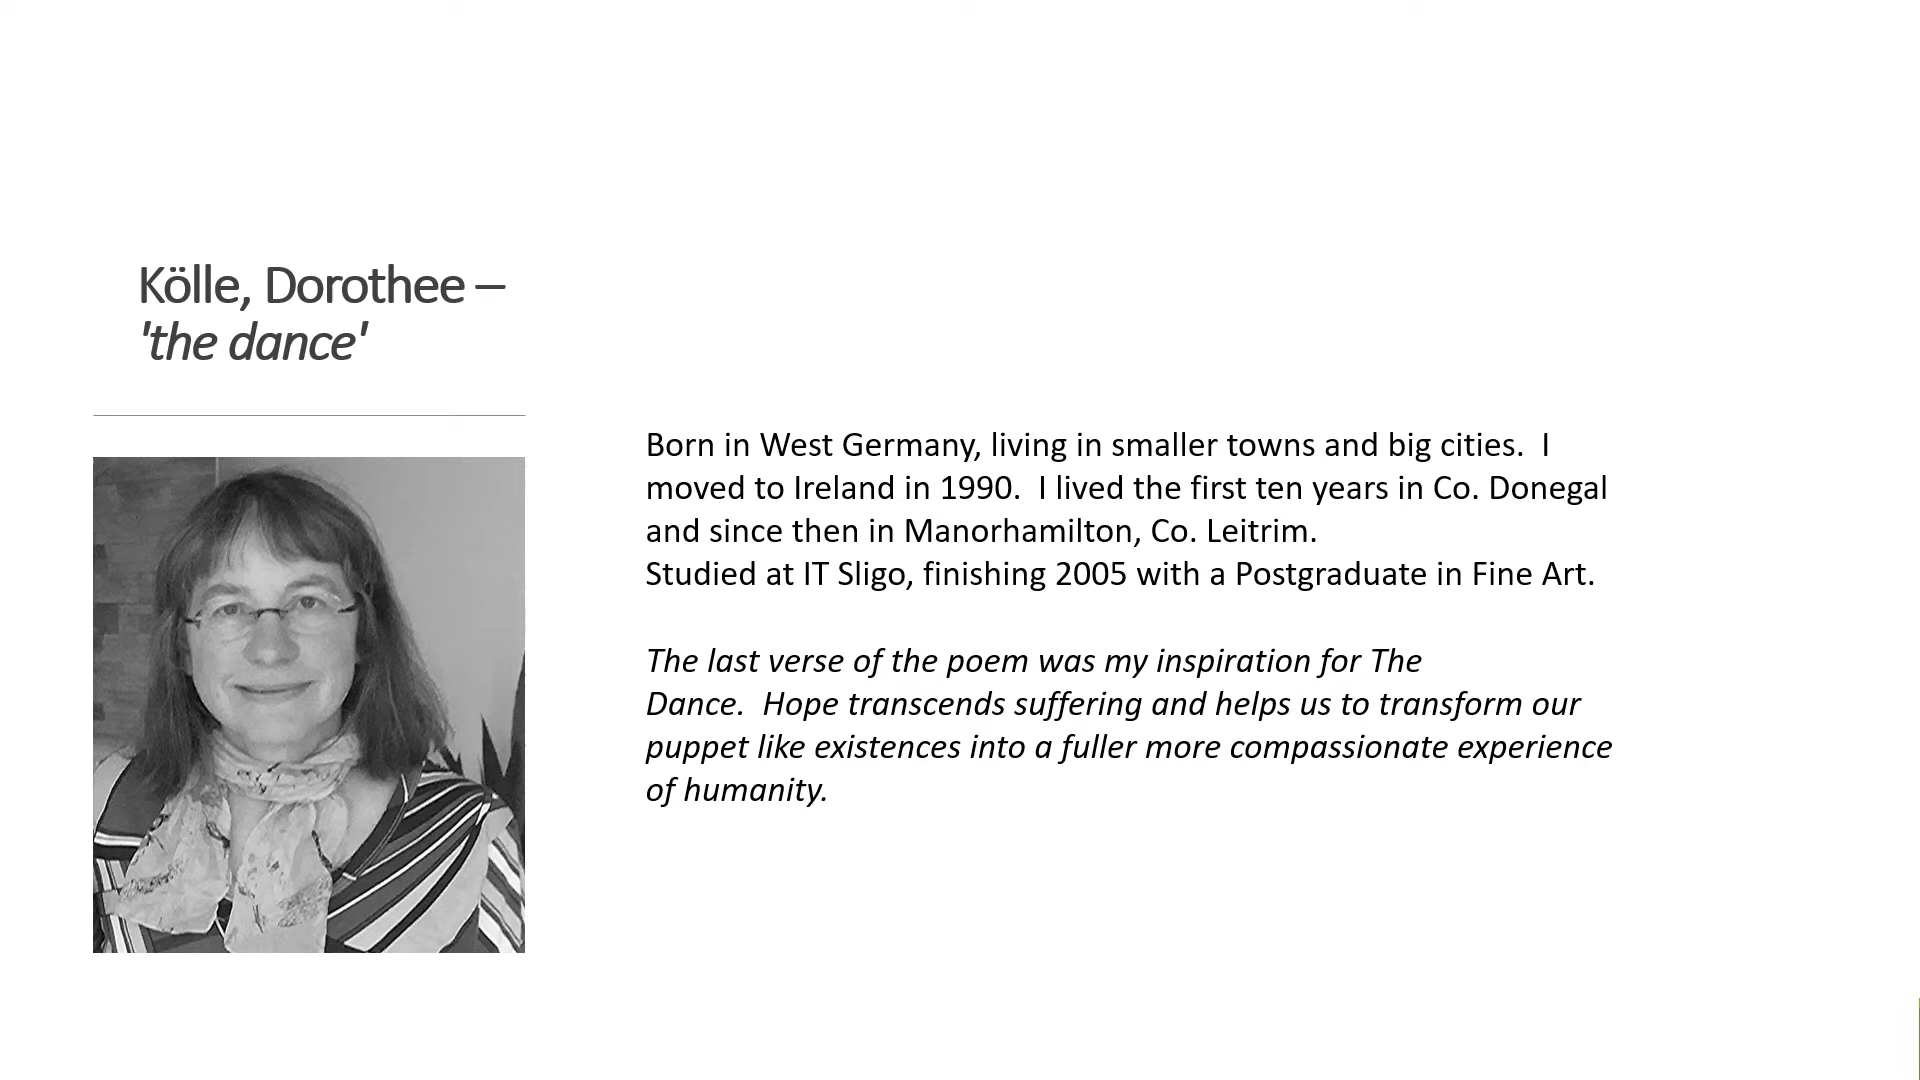 Kölle, Dorothee –
'the dance'
Born in West Germany, living in smaller towns and big cities.  I
moved to Ireland in 1990.  I lived the first ten years in Co. Donegal
and since then in Manorhamilton, Co. Leitrim.
Studied at IT Sligo, finishing 2005 with a Postgraduate in Fine Art.
The last verse of the poem was my inspiration for The
Dance.  Hope transcends suffering and helps us to transform our
puppet like existences into a fuller more compassionate experience
of humanity.